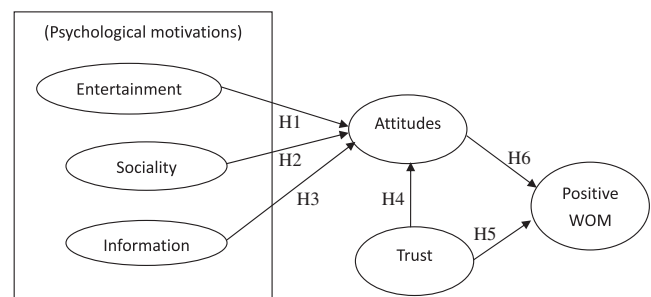 (Psychological motivations)
Entertainment
Sociality
Information
H1
H2
H3
Attitudes
H4
Trust
H5
H6
Positive
WOM